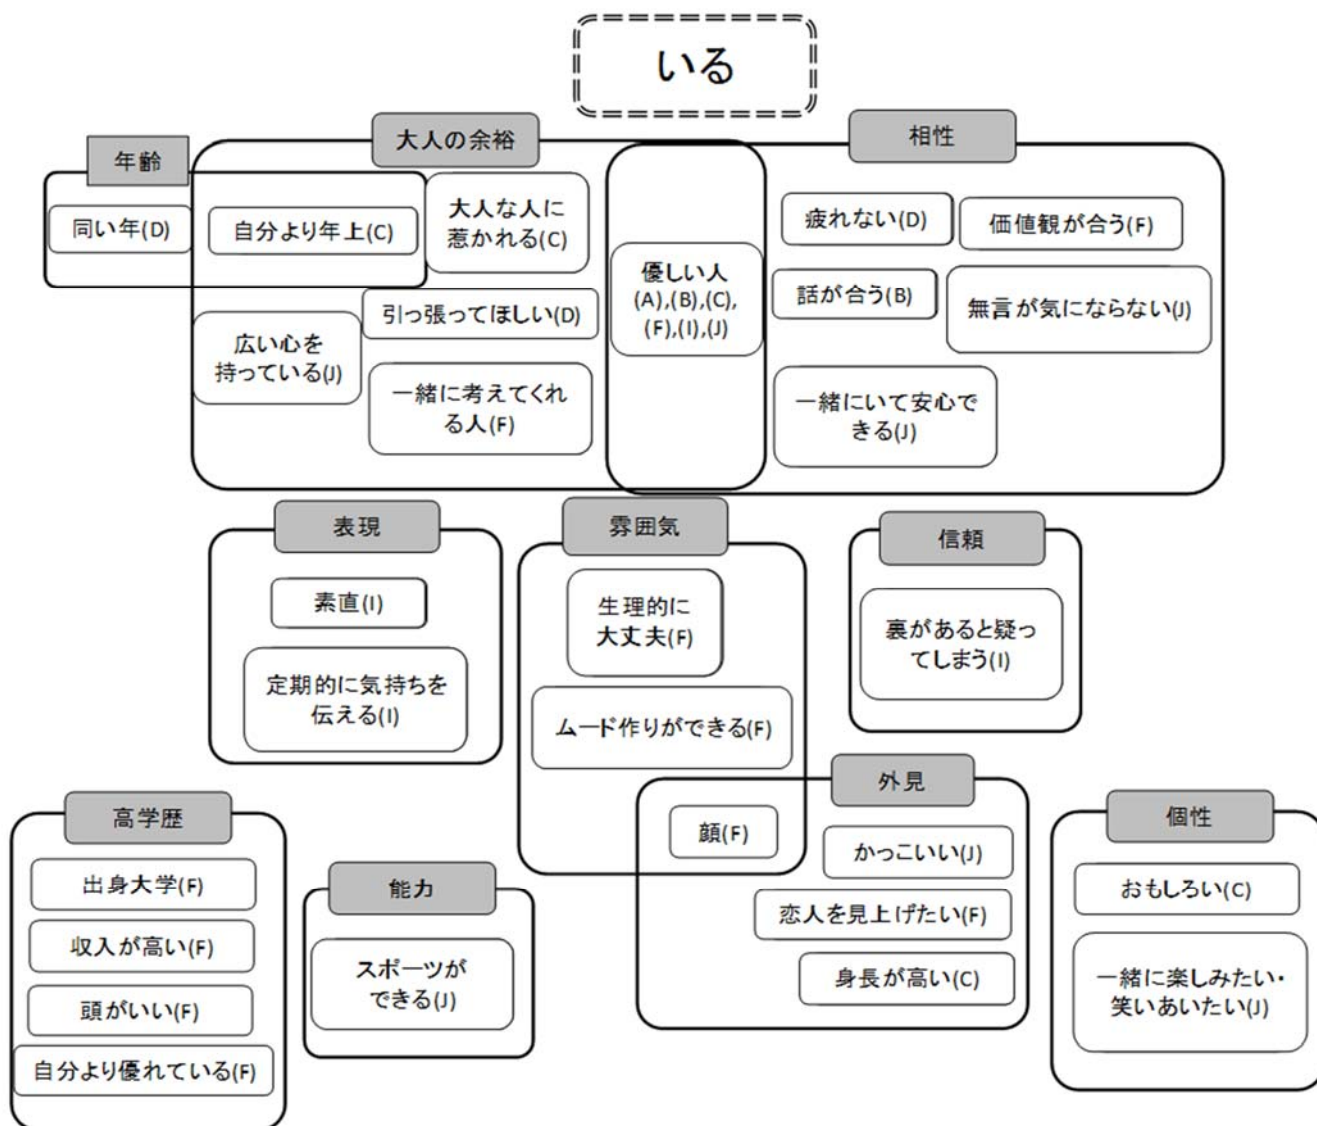 いる
年齢
同い年(D)
自分より年上(C)
大人の余裕
大人な人に
惹かれる(C)
引っ張ってほしい(D)
広い心を
持っている(J)
一緒に考えてくれ
る人(F)
優しい人
(A),(B),(C),
(F),(I),(J)
相性
疲れない(D)
価値観が合う(F)
話が合う(B)
無言が気にならない(J)
一緒にいて安心で
きる(J)
表現
素直(I)
定期的に気持ちを
伝える(I)
雰囲気
生理的に
大丈夫(F)
ムード作りができる(F)
顔(F)
信頼
裏があると疑っ
てしまう(I)
外見
かっこいい(J)
恋人を見上げたい(F)
身長が高い(C)
高学歴
出身大学(F)
収入が高い(F)
頭がいい(F)
自分より優れている(F)
能力
スポーツが
できる(J)
個性
おもしろい(C)
一緒に楽しみたい・
笑いあいたい(J)